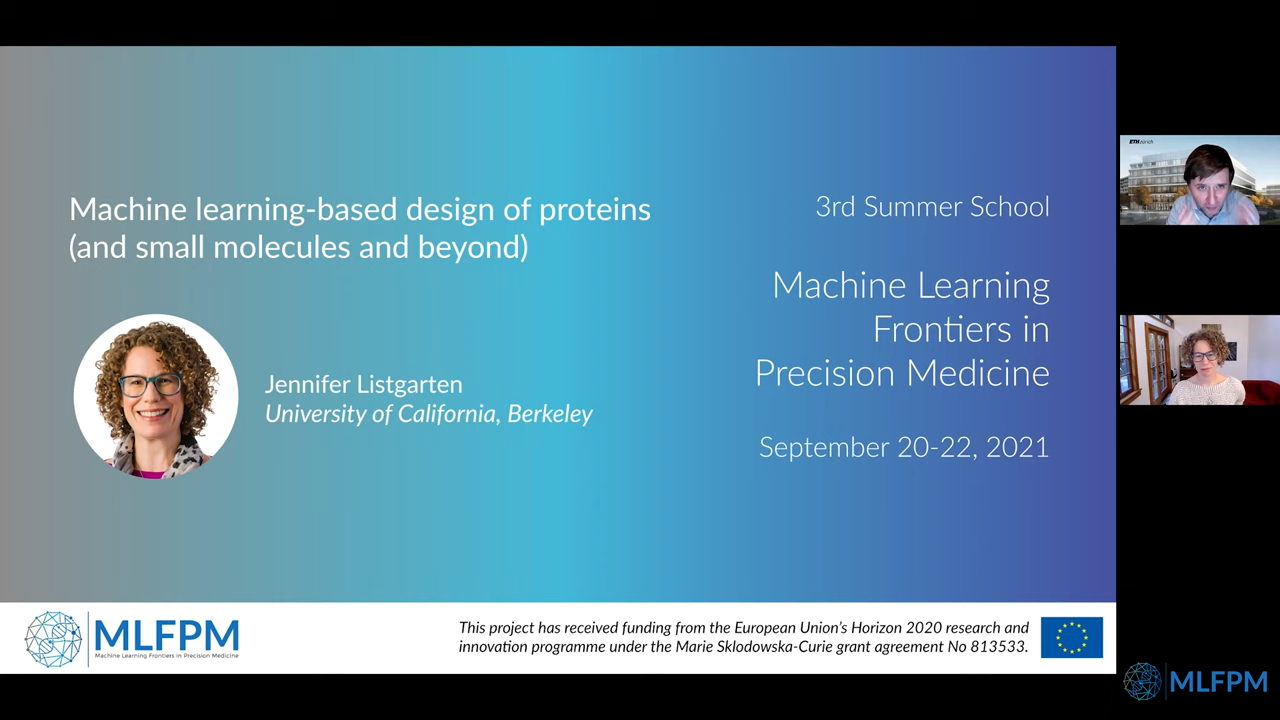 Machine learning-based design of proteins
(and small molecules and beyond)
Jennifer Listgarten
University of California, Berkeley
3rd Summer School
Machine Learning
Frontiers in
Precision Medicine
September 20-22, 2021
MLFPM
Machine Learning Frontiers in Precision Medicine
This project has received funding from the European Union's Horizon 2020 research and
innovation programme under the Marie Sklodowska-Curie grant agreement No 813533.
ETH zürich
MLFPM